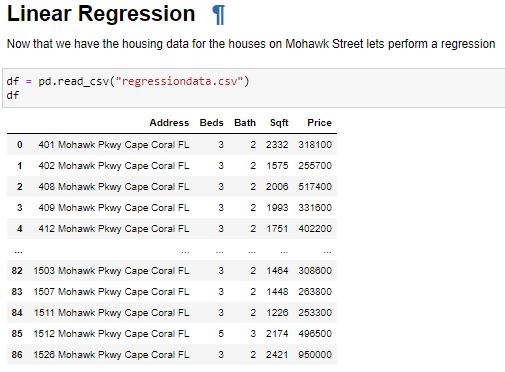 Linear Regression ¶
Now that we have the housing data for the houses on Mohawk Street lets perform a regression
df = pd.read_csv("regressiondata.csv")
df
Address Beds Bath Sqft Price
0 401 Mohawk Pkwy Cape Coral FL 3 2 2332 318100
1 402 Mohawk Pkwy Cape Coral FL 3 2 1575 255700
2 408 Mohawk Pkwy Cape Coral FL 3 2 2006 517400
3 409 Mohawk Pkwy Cape Coral FL 3 2 1993 331600
4 412 Mohawk Pkwy Cape Coral FL 3 2 1751 402200
... ... ... ... ... ...
82 1503 Mohawk Pkwy Cape Coral FL 3 2 1464 308600
83 1507 Mohawk Pkwy Cape Coral FL 3 2 1448 263800
84 1511 Mohawk Pkwy Cape Coral FL 3 2 1226 253300
85 1512 Mohawk Pkwy Cape Coral FL 5 3 2174 496500
86 1526 Mohawk Pkwy Cape Coral FL 3 2 2421 950000